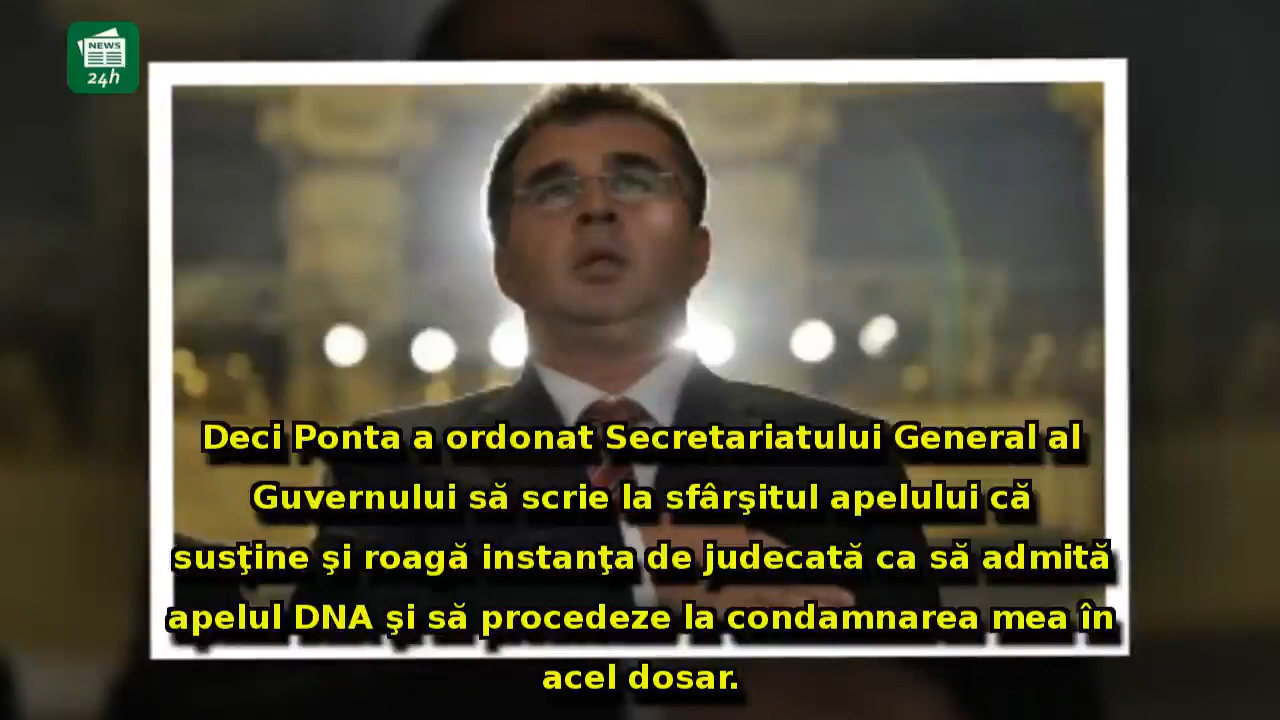 NEWS
24h
Deci Ponta a ordonat Secretariatului General al
Guvernului să scrie la sfârşitul apelului că
susţine şi roagă instanţa de judecată ca să admită
apelul DNA şi să procedeze la condamnarea mea în
acel dosar.